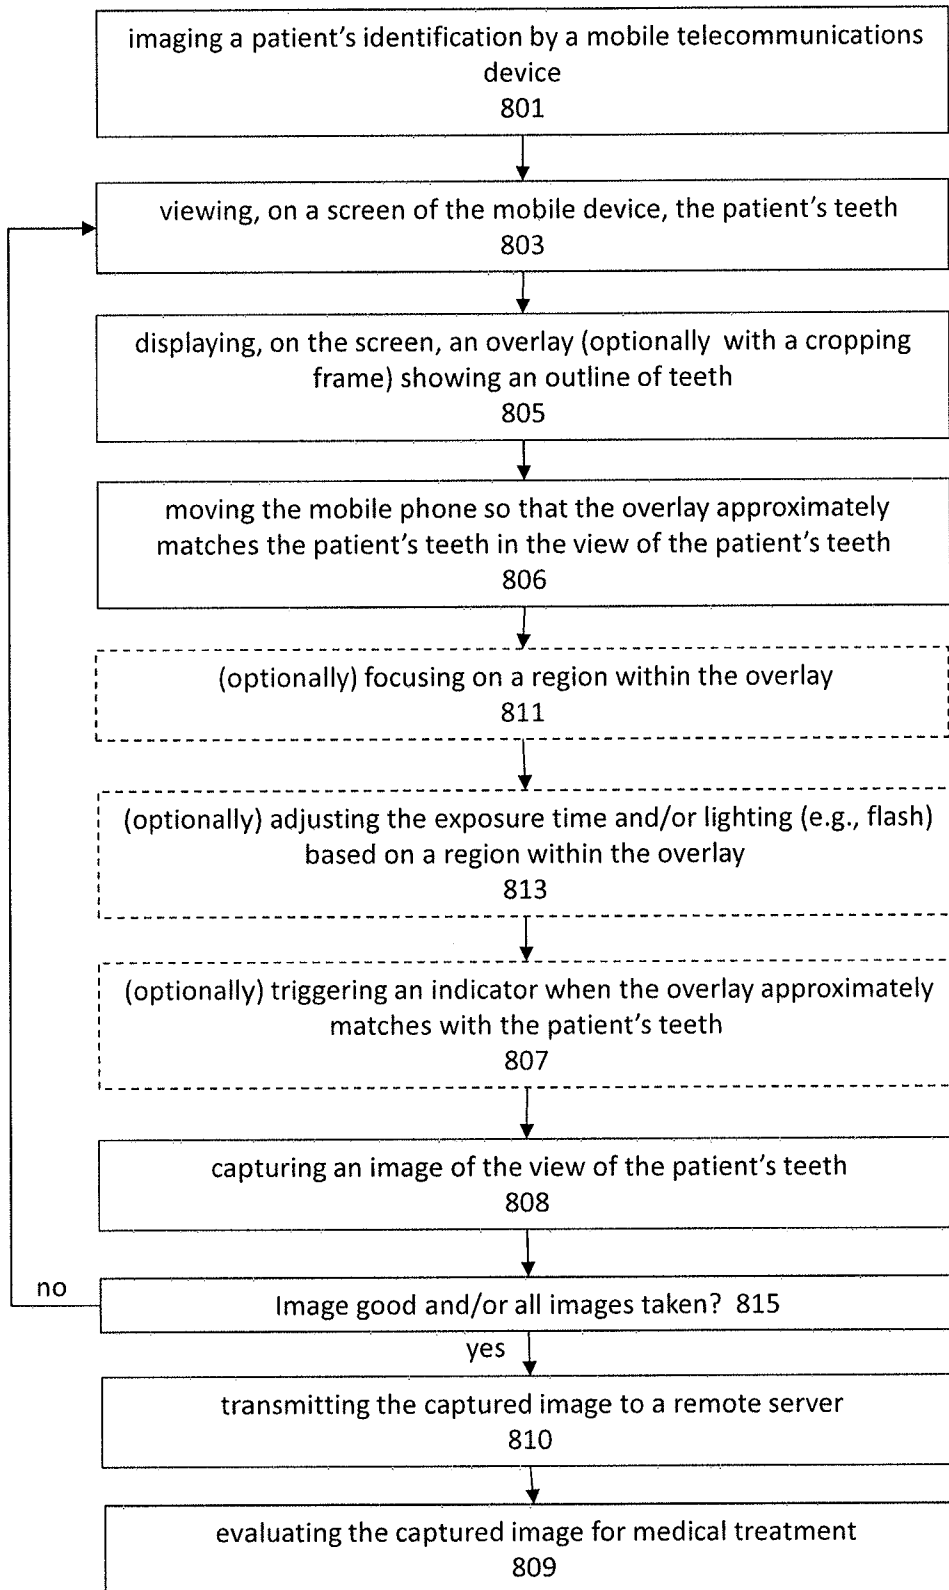 imaging a patient's identification by a mobile telecommunications
device
801
viewing, on a screen of the mobile device, the patient's teeth
803
displaying, on the screen, an overlay (optionally with a cropping
frame) showing an outline of teeth
805
moving the mobile phone so that the overlay approximately
matches the patient's teeth in the view of the patient's teeth
806
(optionally) focusing on a region within the overlay
811
(optionally) adjusting the exposure time and/or lighting (e.g., flash)
based on a region within the overlay
813
(optionally) triggering an indicator when the overlay approximately
matches with the patient's teeth
807
capturing an image of the view of the patient's teeth
808
no
Image good and/or all images taken? 815
yes
transmitting the captured image to a remote server
810
evaluating the captured image for medical treatment
809